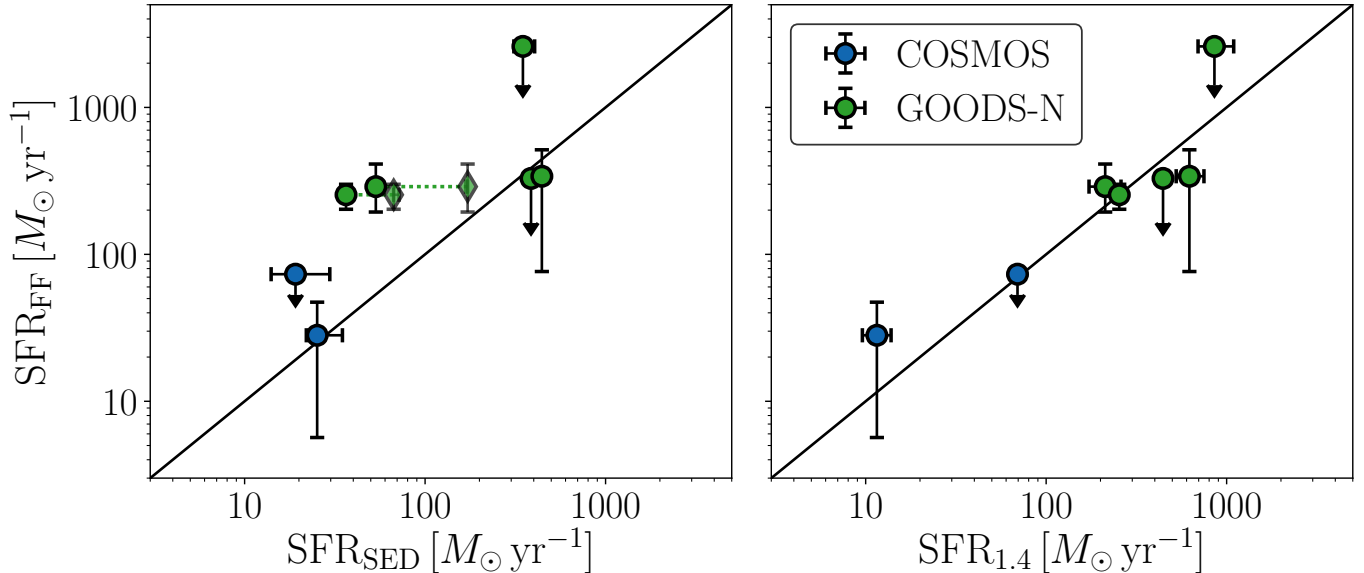 SFR_FF [M_⊙ yr⁻¹]
1000
100
10
10 100 1000
SFR_SED [M_⊙ yr⁻¹]
COSMOS
GOODS-N
10 100 1000
SFR_1.4 [M_⊙ yr⁻¹]